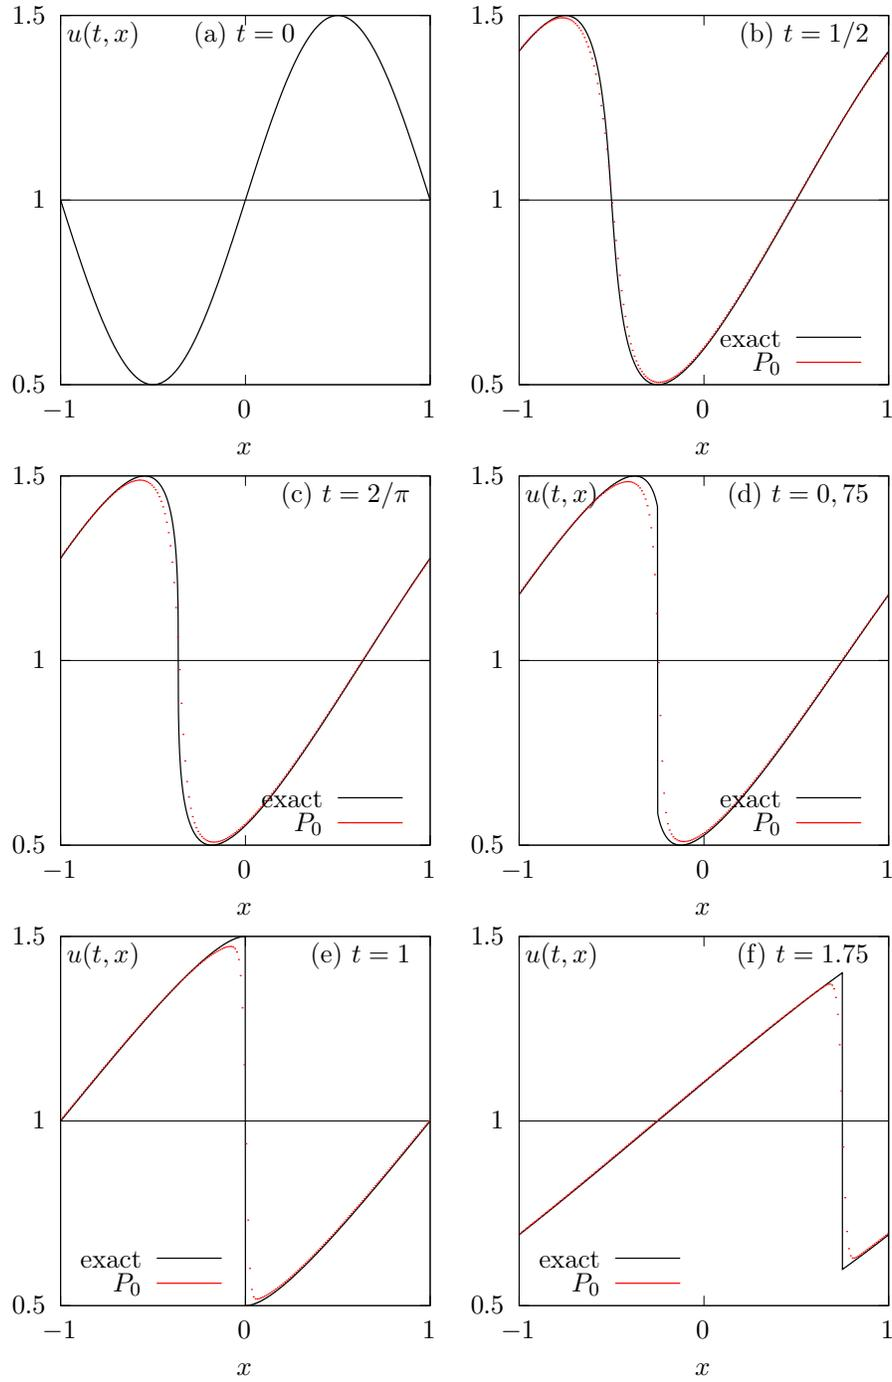 1.5 u(t, x) (a) t = 0
1
0.5
−1 0 1
x
1.5 (b) t = 1/2
1
exact
P₀
0.5
−1 0 1
x
1.5 (c) t = 2/π
1
exact
P₀
0.5
−1 0 1
x
1.5 u(t, x) (d) t = 0, 75
1
exact
P₀
0.5
−1 0 1
x
1.5 u(t, x) (e) t = 1
1
exact
P₀
0.5
−1 0 1
x
1.5 u(t, x) (f) t = 1.75
1
exact
P₀
0.5
−1 0 1
x